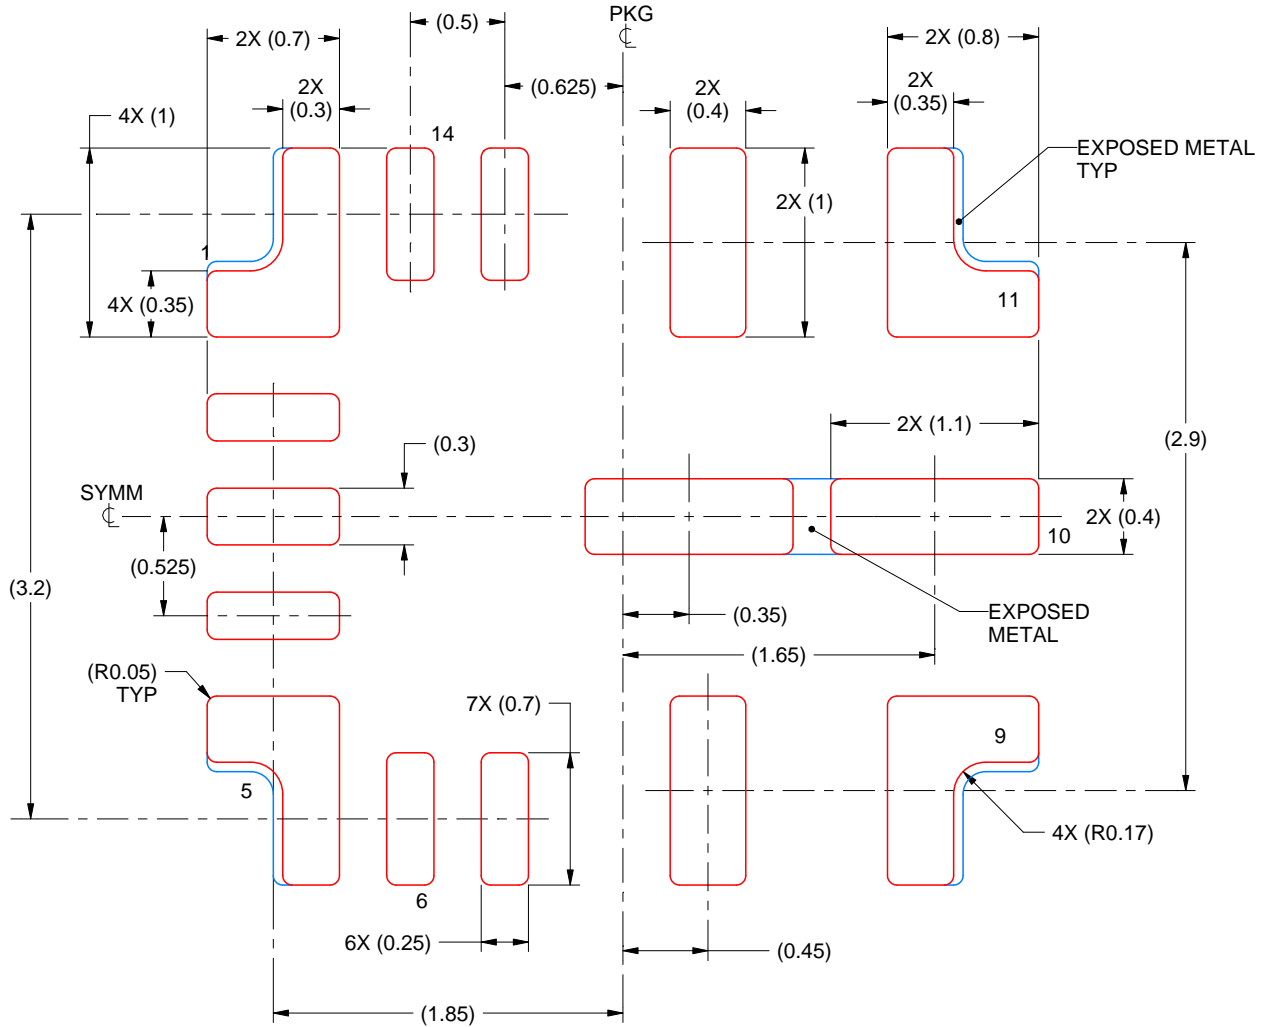 PKG
℄
(0.5)
2X (0.7)
2X (0.8)
2X
(0.3)
(0.625)
2X
(0.4)
2X
(0.35)
4X (1)
14
EXPOSED METAL
TYP
2X (1)
1
4X (0.35)
11
(0.3)
2X (1.1)
(2.9)
SYMM
℄
2X (0.4)
10
(0.525)
(3.2)
(0.35)
EXPOSED
METAL
(1.65)
(R0.05)
TYP
7X (0.7)
9
5
4X (R0.17)
6
6X (0.25)
(0.45)
(1.85)